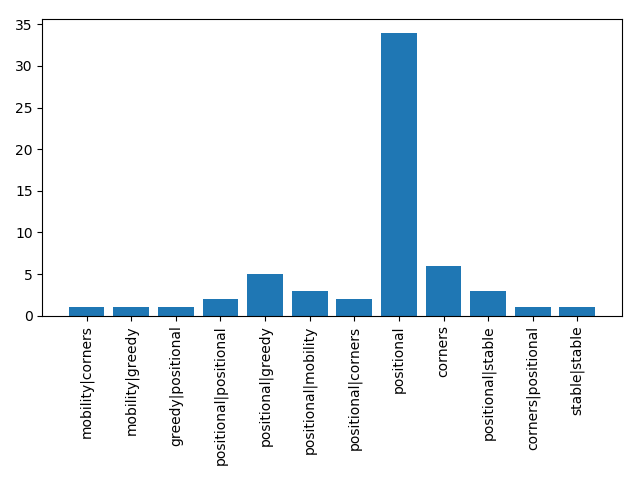 35
30
25
20
15
10
5
0
mobility|corners
mobility|greedy
greedy|positional
positional|positional
positional|greedy
positional|mobility
positional|corners
positional
corners
positional|stable
corners|positional
stable|stable